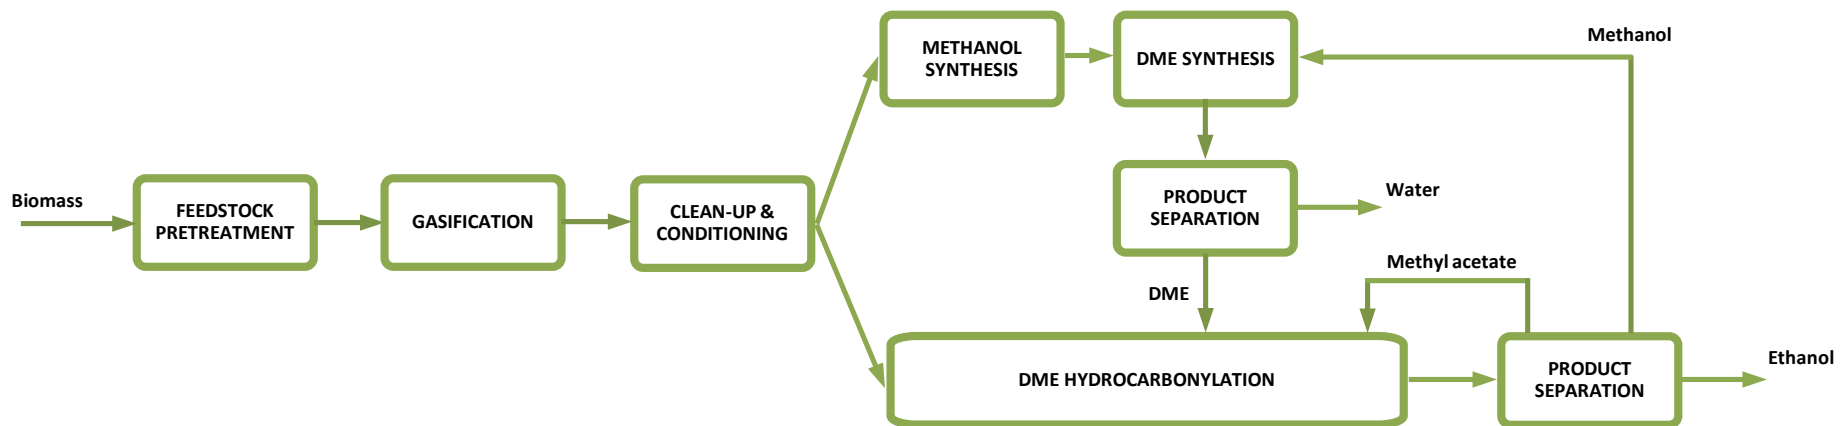 Biomass
FEEDSTOCK
PRETREATMENT
GASIFICATION
CLEAN-UP &
CONDITIONING
METHANOL
SYNTHESIS
DME SYNTHESIS
Methanol
PRODUCT
SEPARATION
Water
DME
Methyl acetate
DME HYDROCARBONYLATION
PRODUCT
SEPARATION
Ethanol